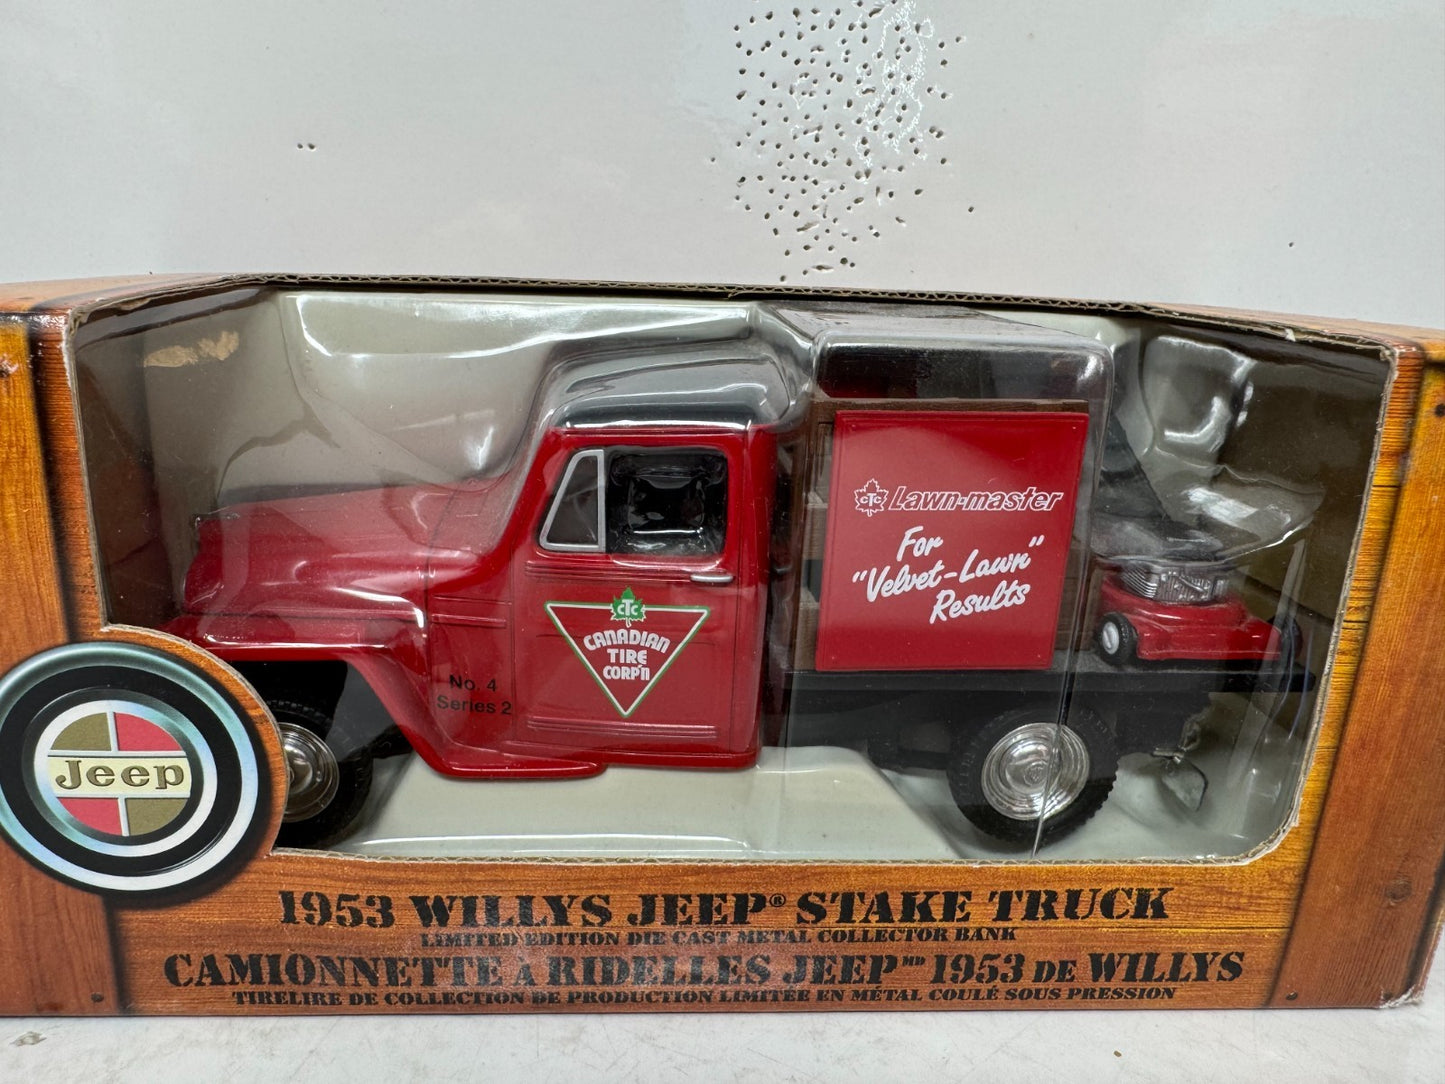 CTC Lawn-master
For
"Velvet-Lawn"
Results
CTC
CANADIAN
TIRE
CORP'N
No. 4
Series 2
Jeep
1953 WILLYS JEEP® STAKE TRUCK
LIMITED EDITION DIE CAST METAL COLLECTOR BANK
CAMIONNETTE À RIDELLES JEEP MD 1953 DE WILLYS
TIRELIRE DE COLLECTION DE PRODUCTION LIMITÉE EN MÉTAL COULÉ SOUS PRESSION